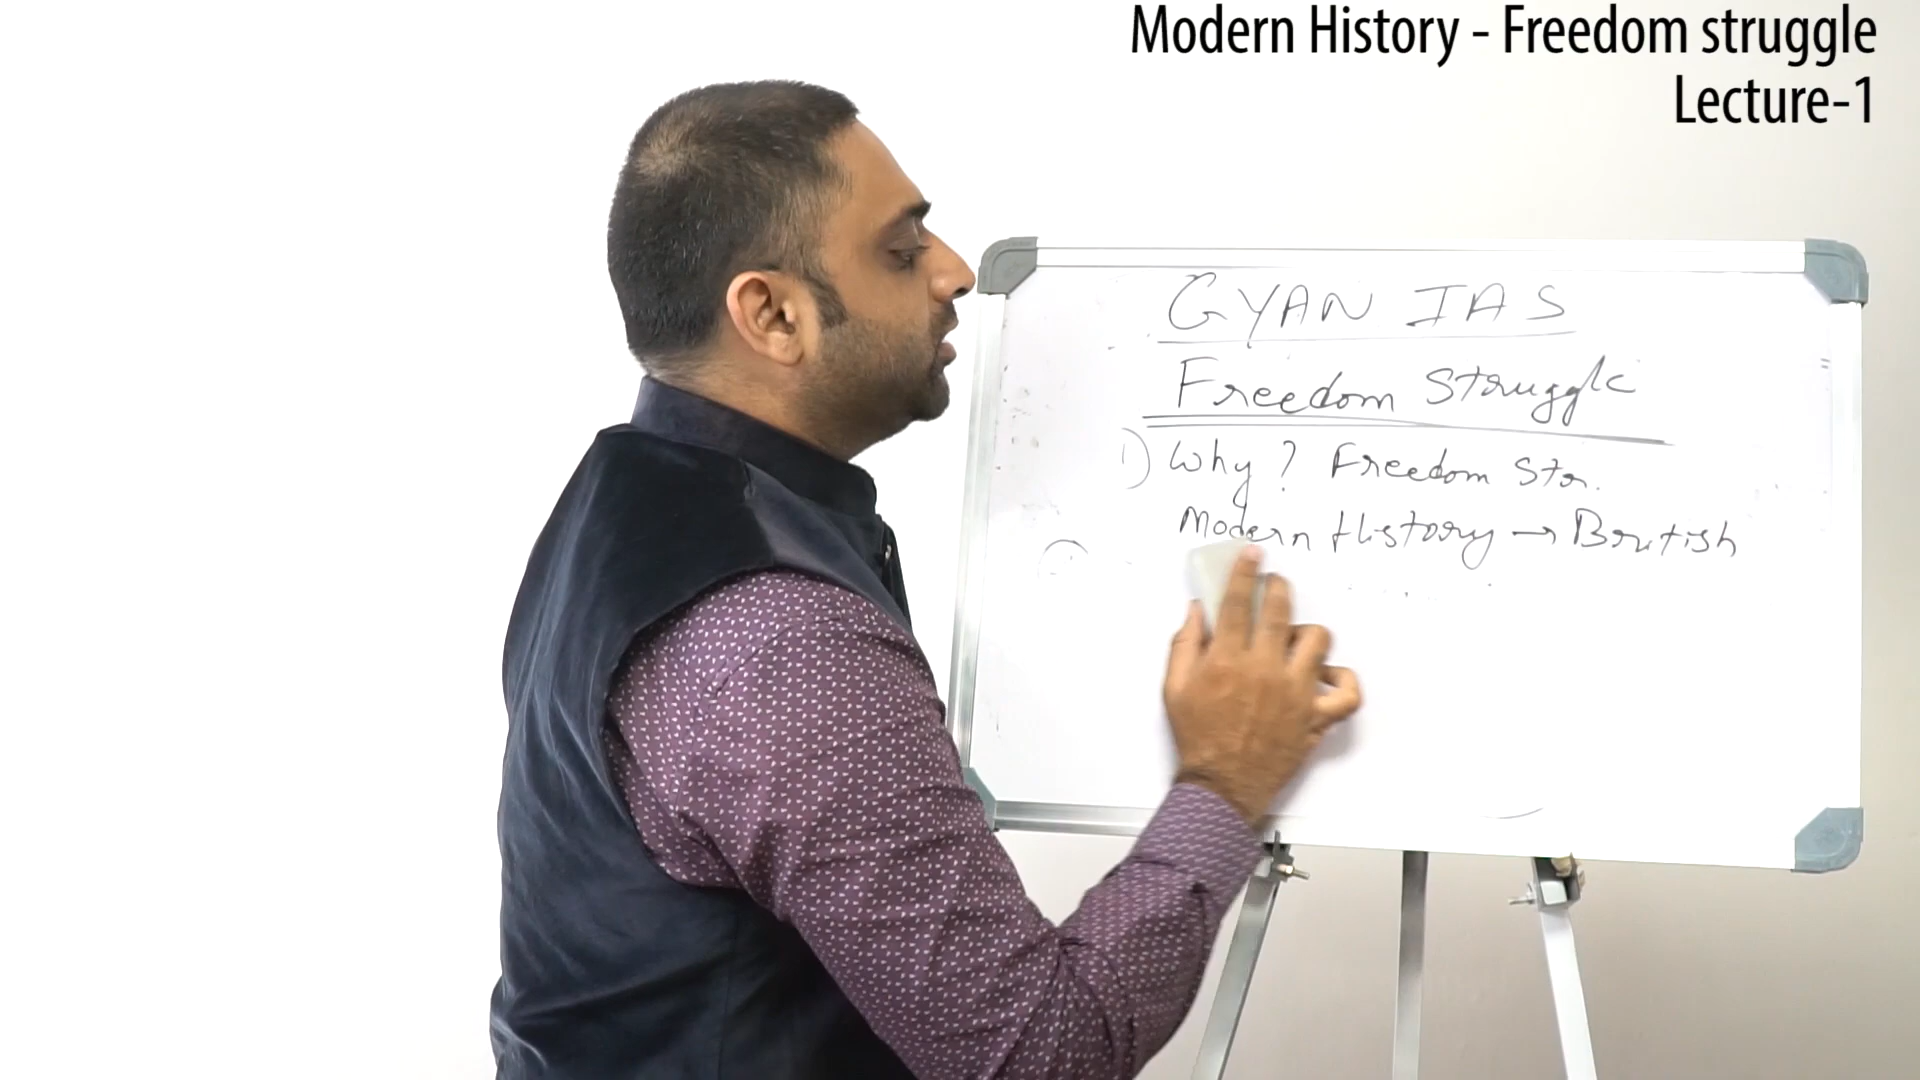 Modern History - Freedom struggle
Lecture-1
GYAN IAS
Freedom Struggle
1) Why? Freedom Str.
Modern History → British